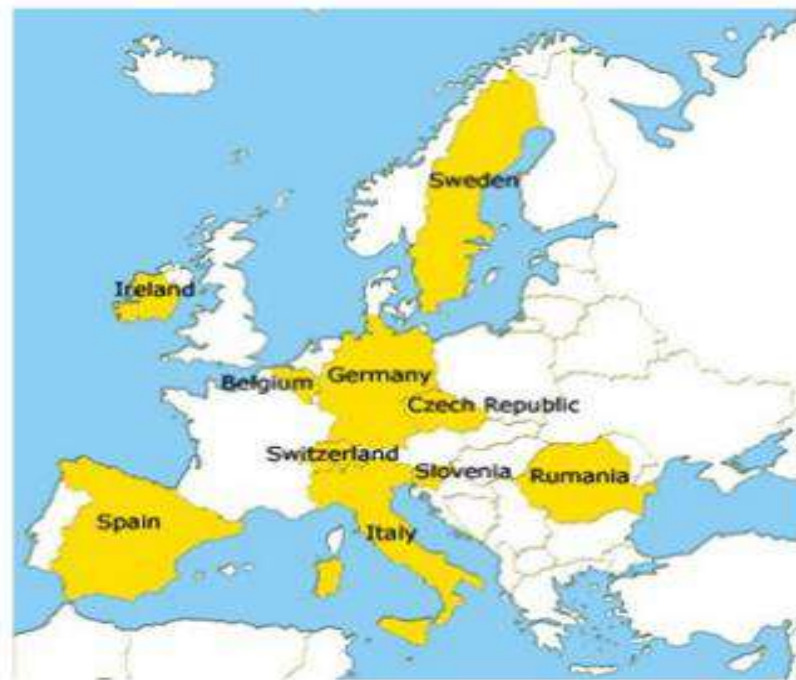 Sweden
Ireland
Belgium
Germany
Czech Republic
Switzerland
Slovenia
Rumania
Spain
Italy